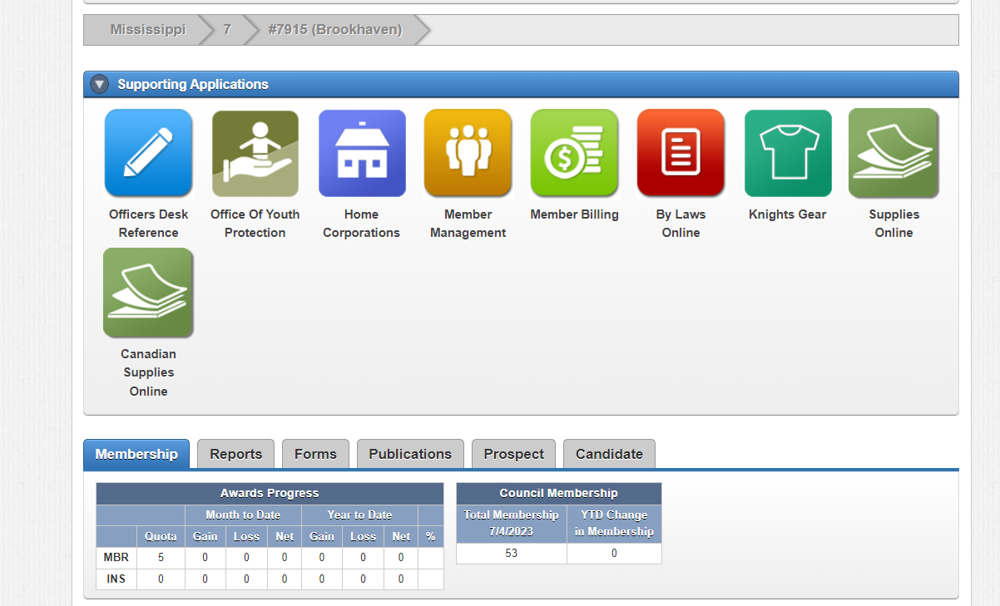 Mississippi 7 #7915 (Brookhaven)
Supporting Applications
Officers Desk Reference
Office Of Youth Protection
Home Corporations
Member Management
Member Billing
By Laws Online
Knights Gear
Supplies Online
Canadian Supplies Online
Membership Reports Forms Publications Prospect Candidate
Awards Progress
Month to Date Year to Date
Quota Gain Loss Net Gain Loss Net %
MBR 5 0 0 0 0 0 0
INS 0 0 0 0 0 0 0
Council Membership
Total Membership 7/4/2023 YTD Change in Membership
53 0